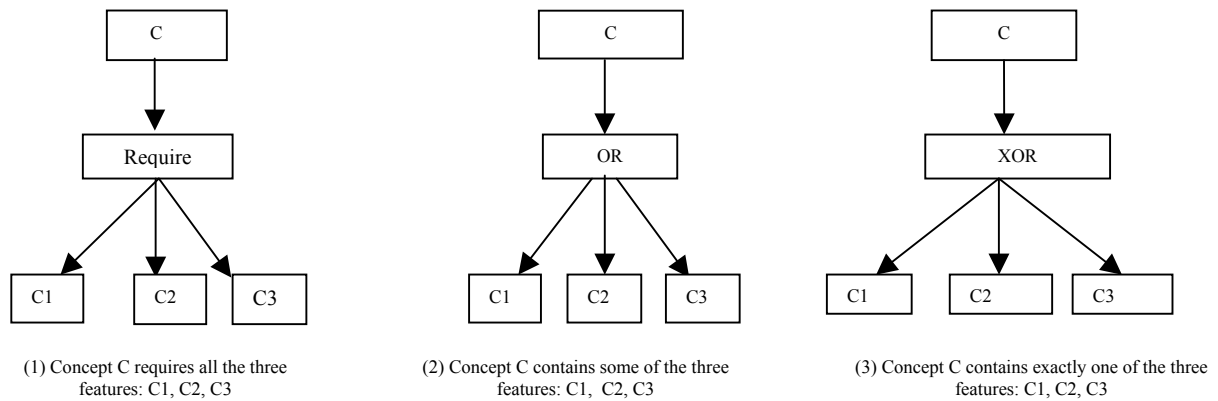 C
Require
C1 C2 C3
(1) Concept C requires all the three
features: C1, C2, C3
C
OR
C1 C2 C3
(2) Concept C contains some of the three
features: C1, C2, C3
C
XOR
C1 C2 C3
(3) Concept C contains exactly one of the three
features: C1, C2, C3